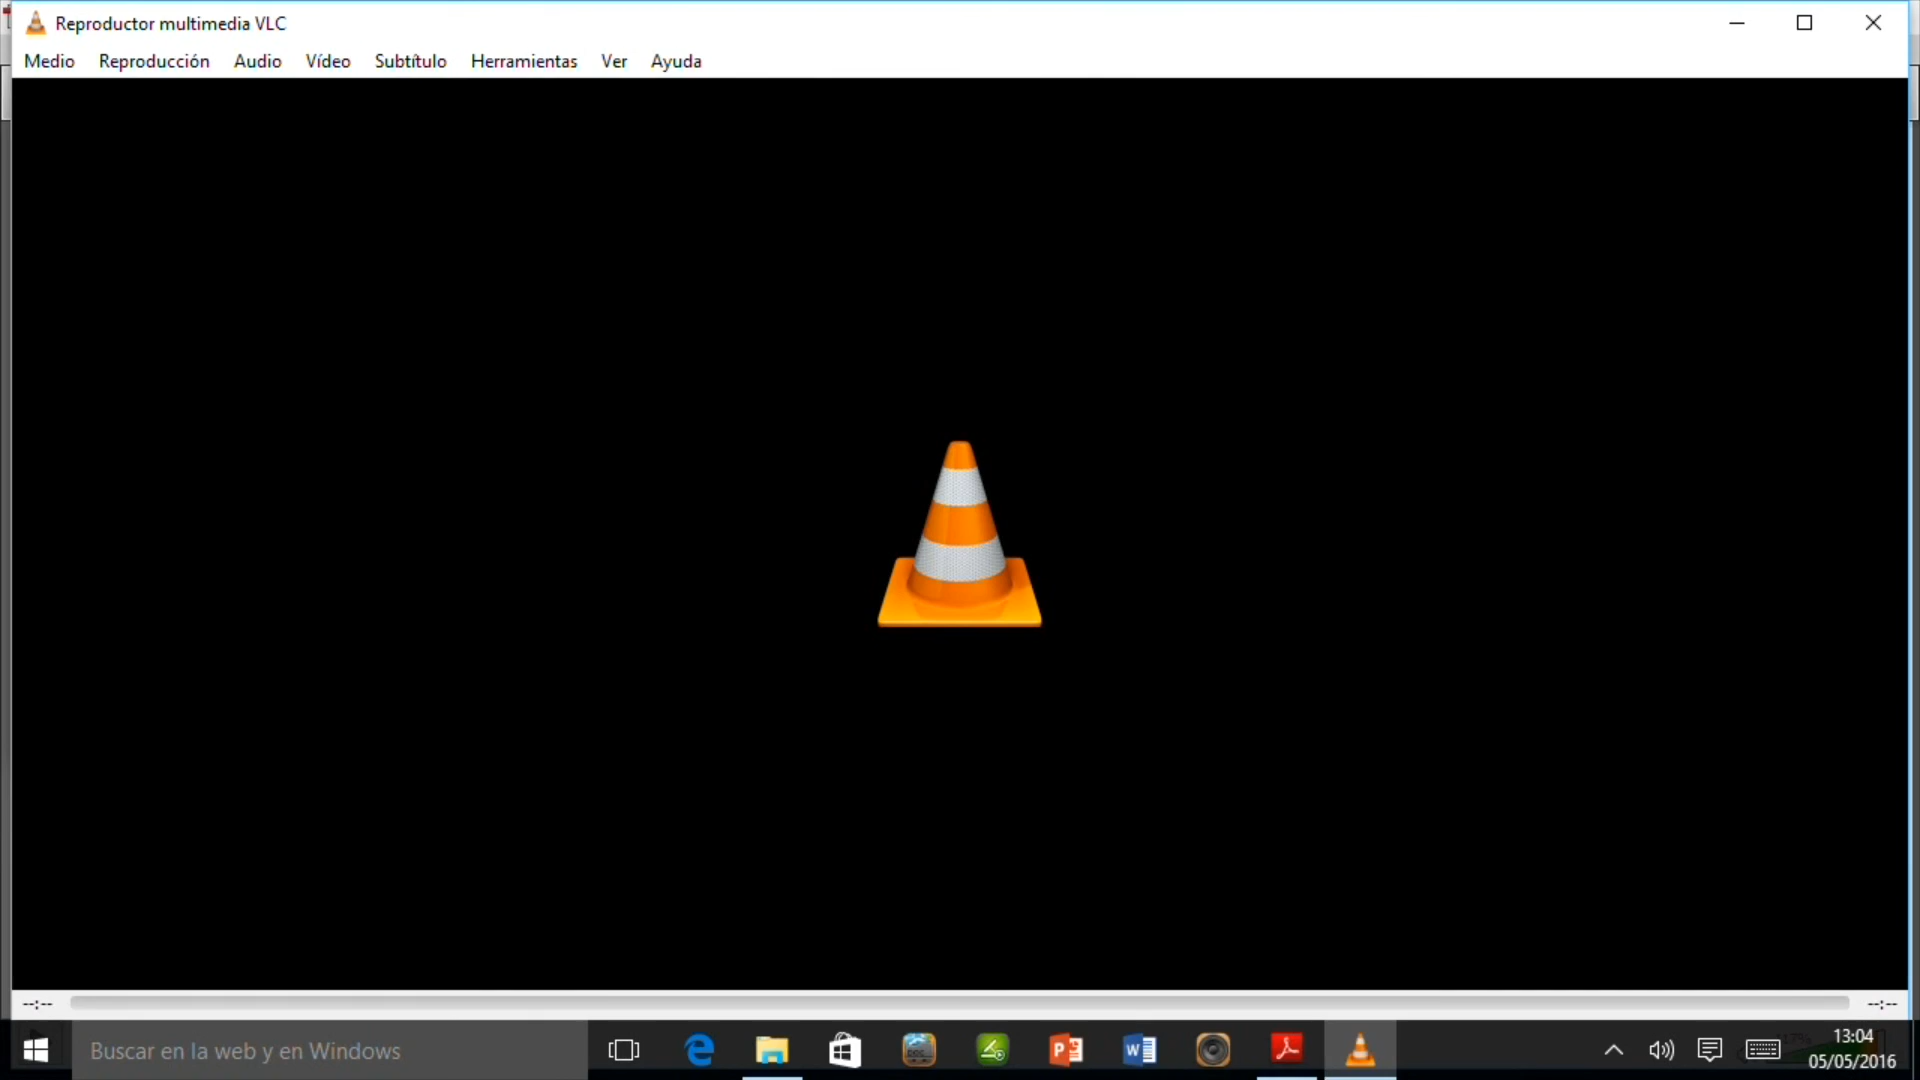 Reproductor multimedia VLC
Medio Reproducción Audio Vídeo Subtítulo Herramientas Ver Ayuda
--:-- --:--
Buscar en la web y en Windows
13:04
05/05/2016